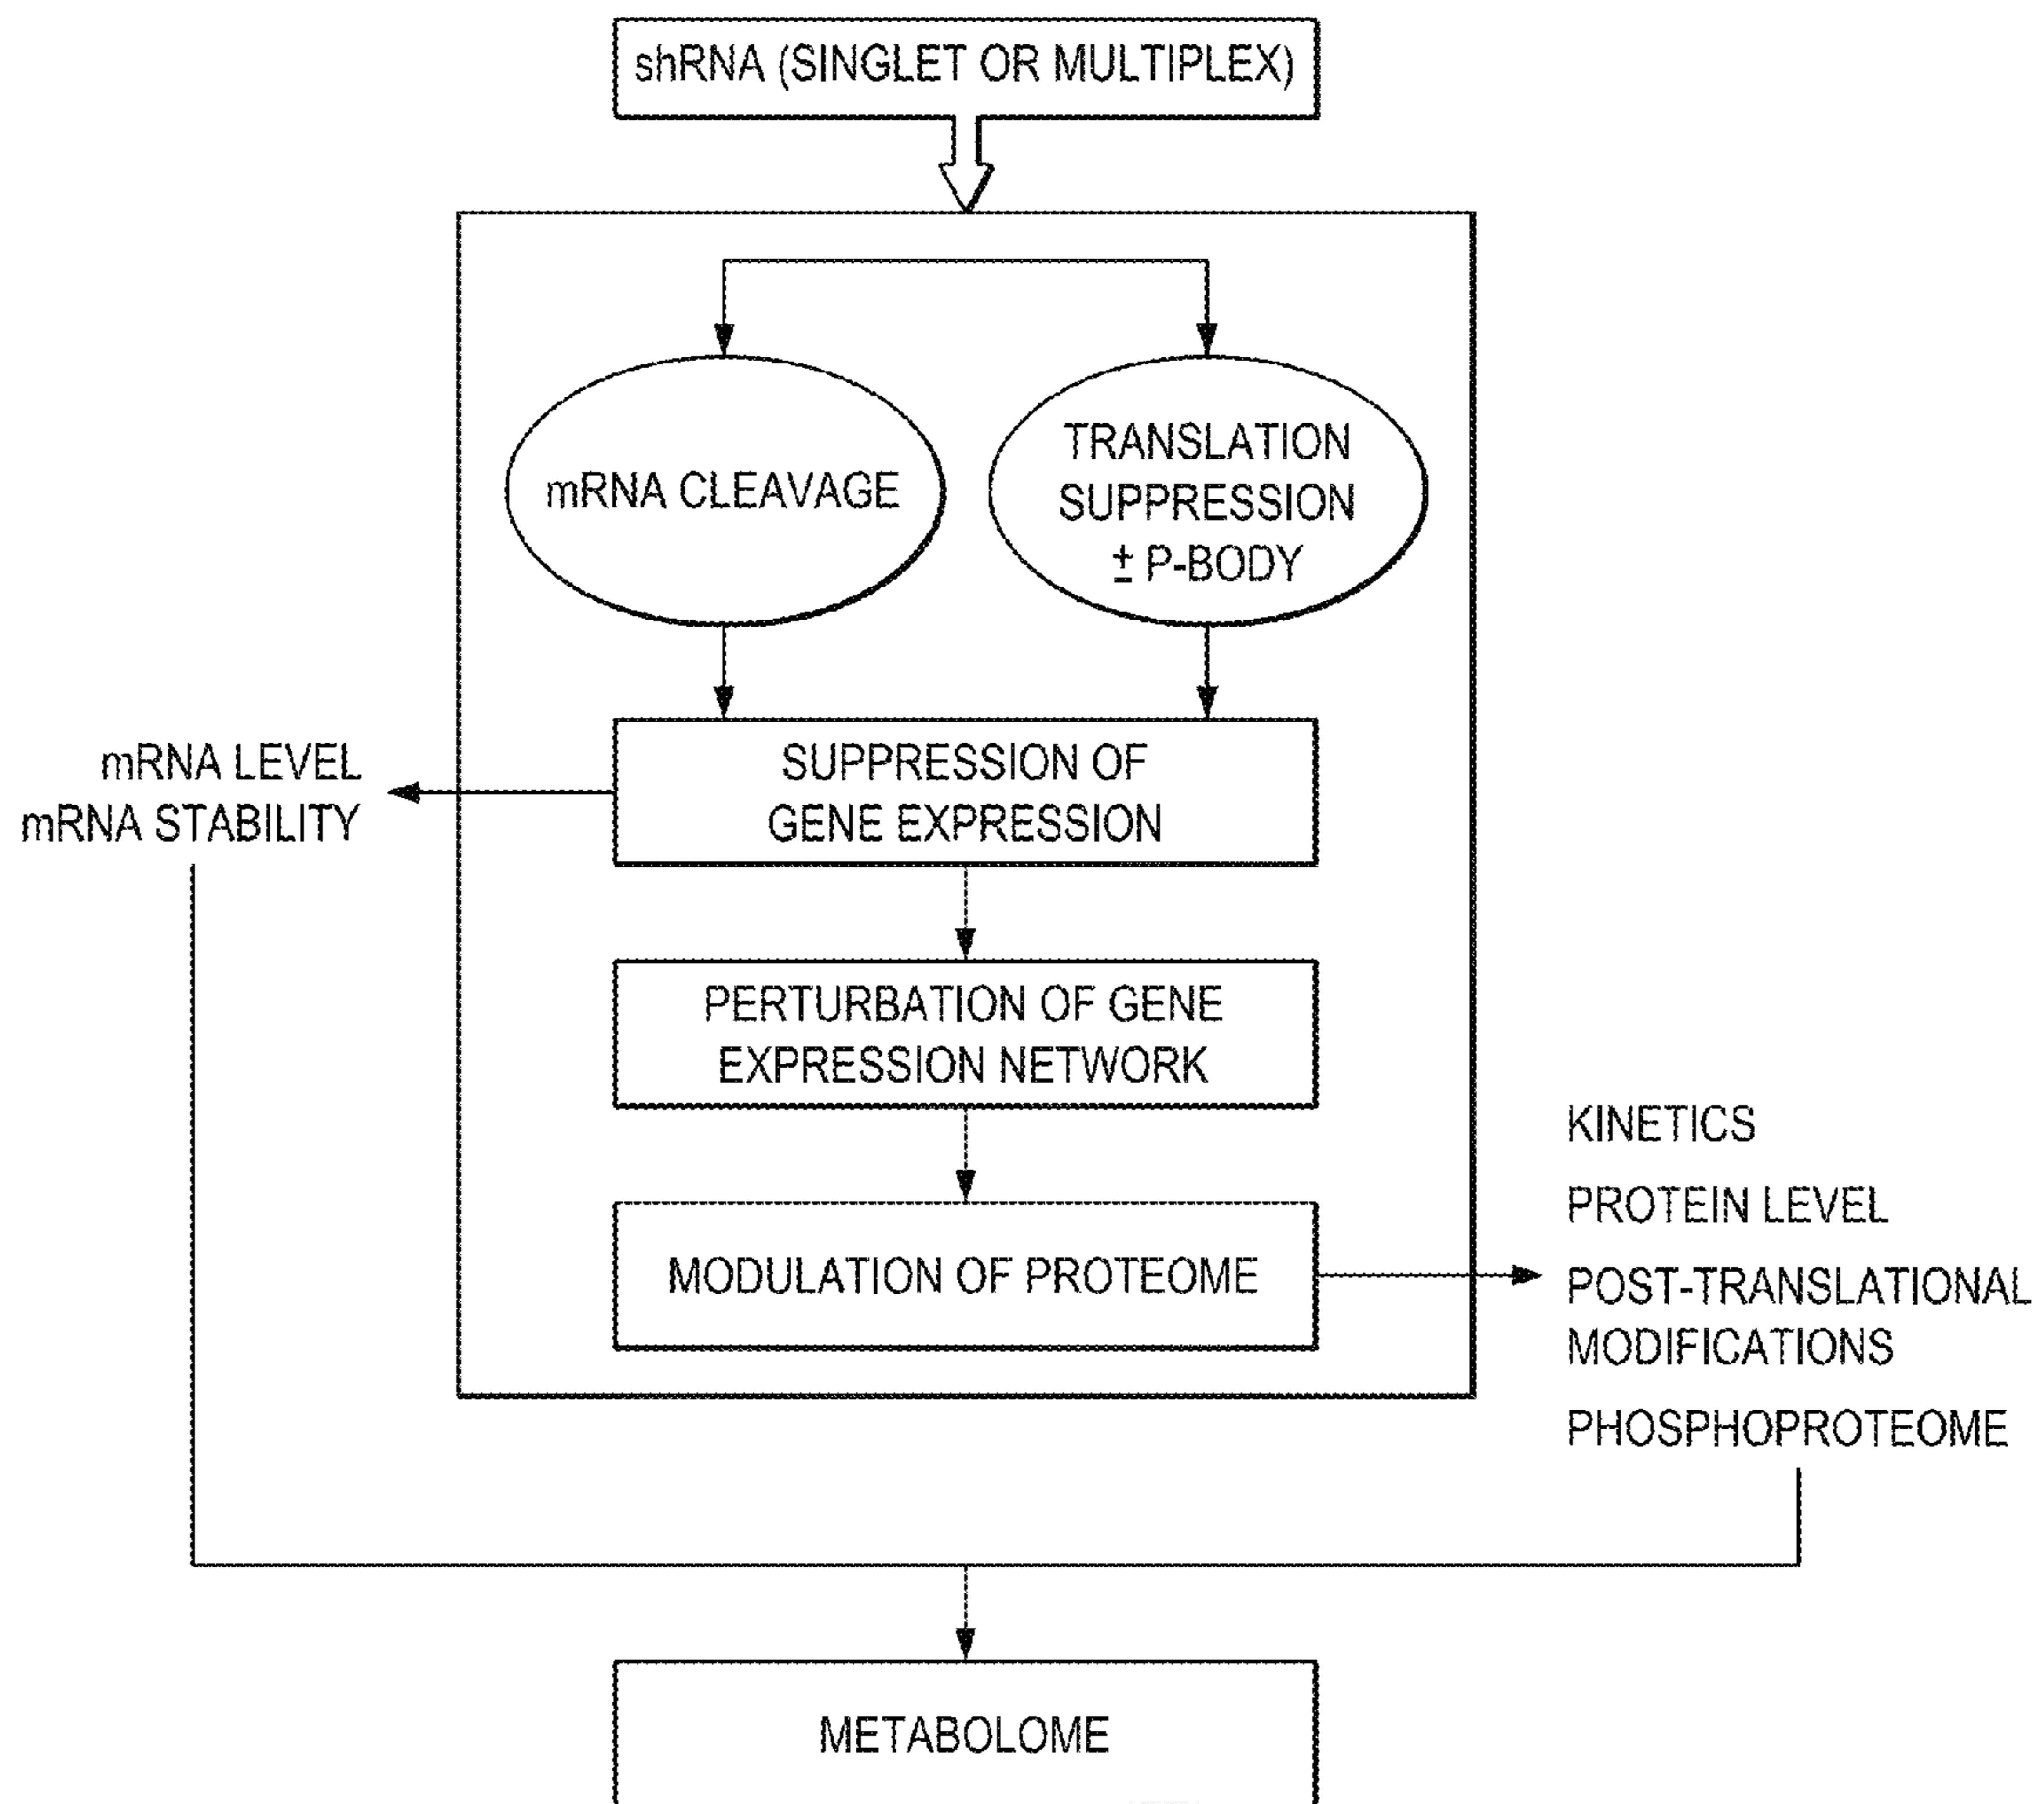 shRNA (SINGLET OR MULTIPLEX)
mRNA CLEAVAGE
TRANSLATION
SUPPRESSION
± P-BODY
mRNA LEVEL
mRNA STABILITY
SUPPRESSION OF
GENE EXPRESSION
PERTURBATION OF GENE
EXPRESSION NETWORK
MODULATION OF PROTEOME
KINETICS
PROTEIN LEVEL
POST-TRANSLATIONAL
MODIFICATIONS
PHOSPHOPROTEOME
METABOLOME